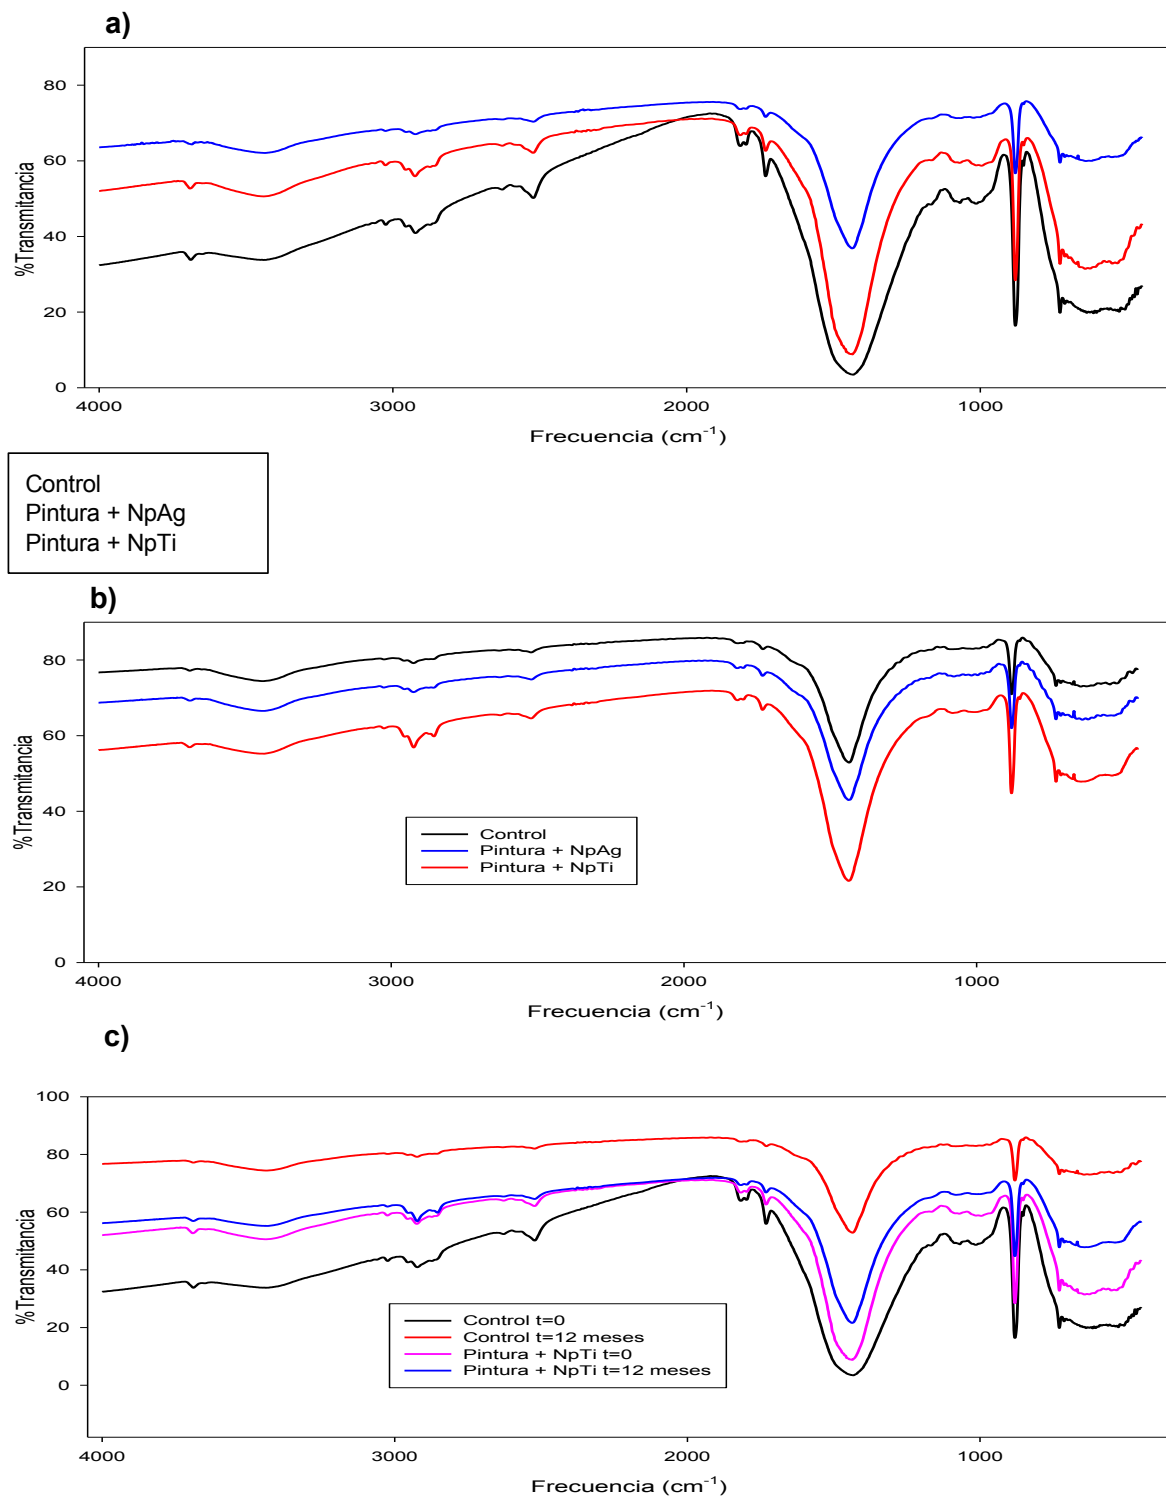 a)
%Transmitancia
80
60
40
20
0
4000 3000 2000 1000
Frecuencia (cm-1)
Control
Pintura + NpAg
Pintura + NpTi
b)
%Transmitancia
80
60
40
20
0
Control
Pintura + NpAg
Pintura + NpTi
4000 3000 2000 1000
Frecuencia (cm-1)
c)
%Transmitancia
100
80
60
40
20
0
Control t=0
Control t=12 meses
Pintura + NpTi t=0
Pintura + NpTi t=12 meses
4000 3000 2000 1000
Frecuencia (cm-1)